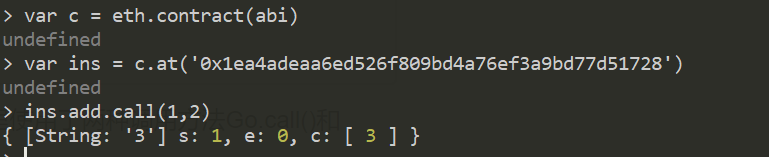 > var c = eth.contract(abi)
undefined
> var ins = c.at('0x1ea4adeaa6ed526f809bd4a76ef3a9bd77d51728')
undefined
> ins.add.call(1,2)
{ [String: '3'] s: 1, e: 0, c: [ 3 ] }
>